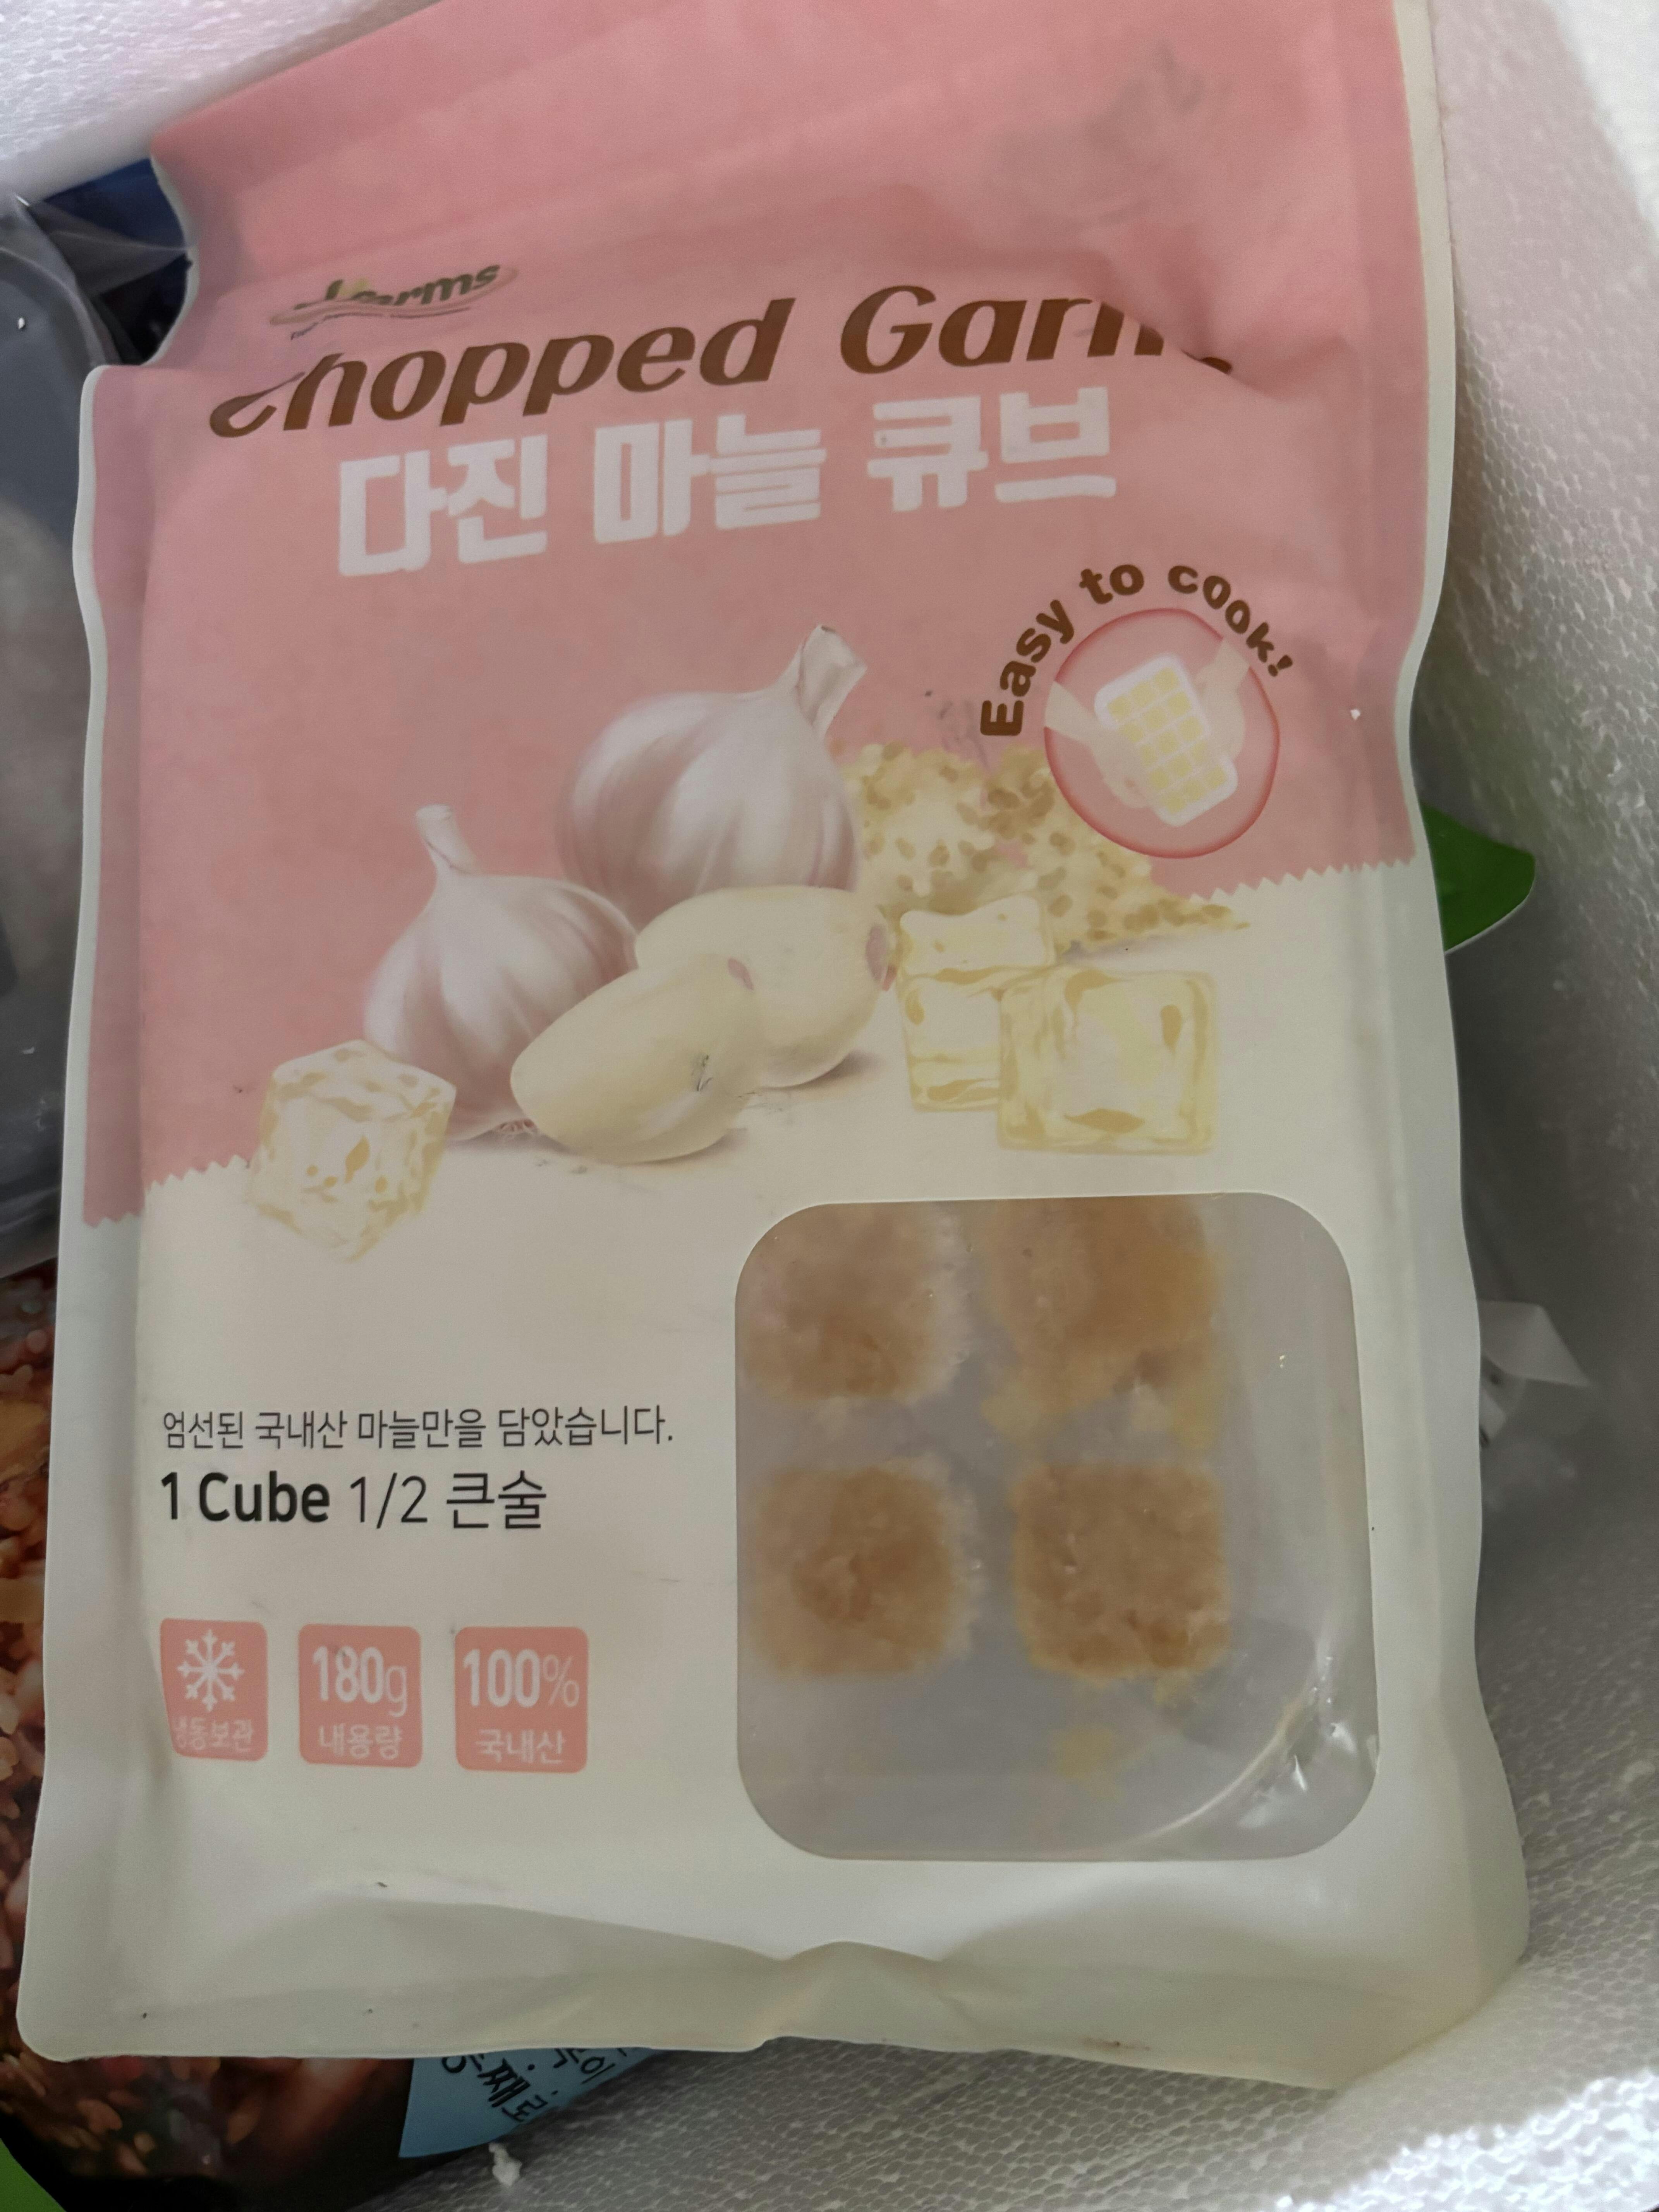 Chopped Garlic
다진 마늘 큐브
Easy to cook!
엄선된 국내산 마늘만을 담았습니다.
1 Cube 1/2 큰술
냉동보관
180g
내용량
100%
국내산